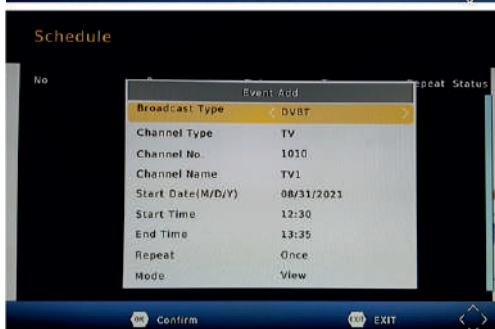 Schedule
No Repeat Status
Event Add
Broadcast Type DVBT
Channel Type TV
Channel No. 1010
Channel Name TV1
Start Date(M/D/Y) 08/31/2021
Start Time 12:30
End Time 13:35
Repeat Once
Mode View
OK Confirm EXIT EXIT